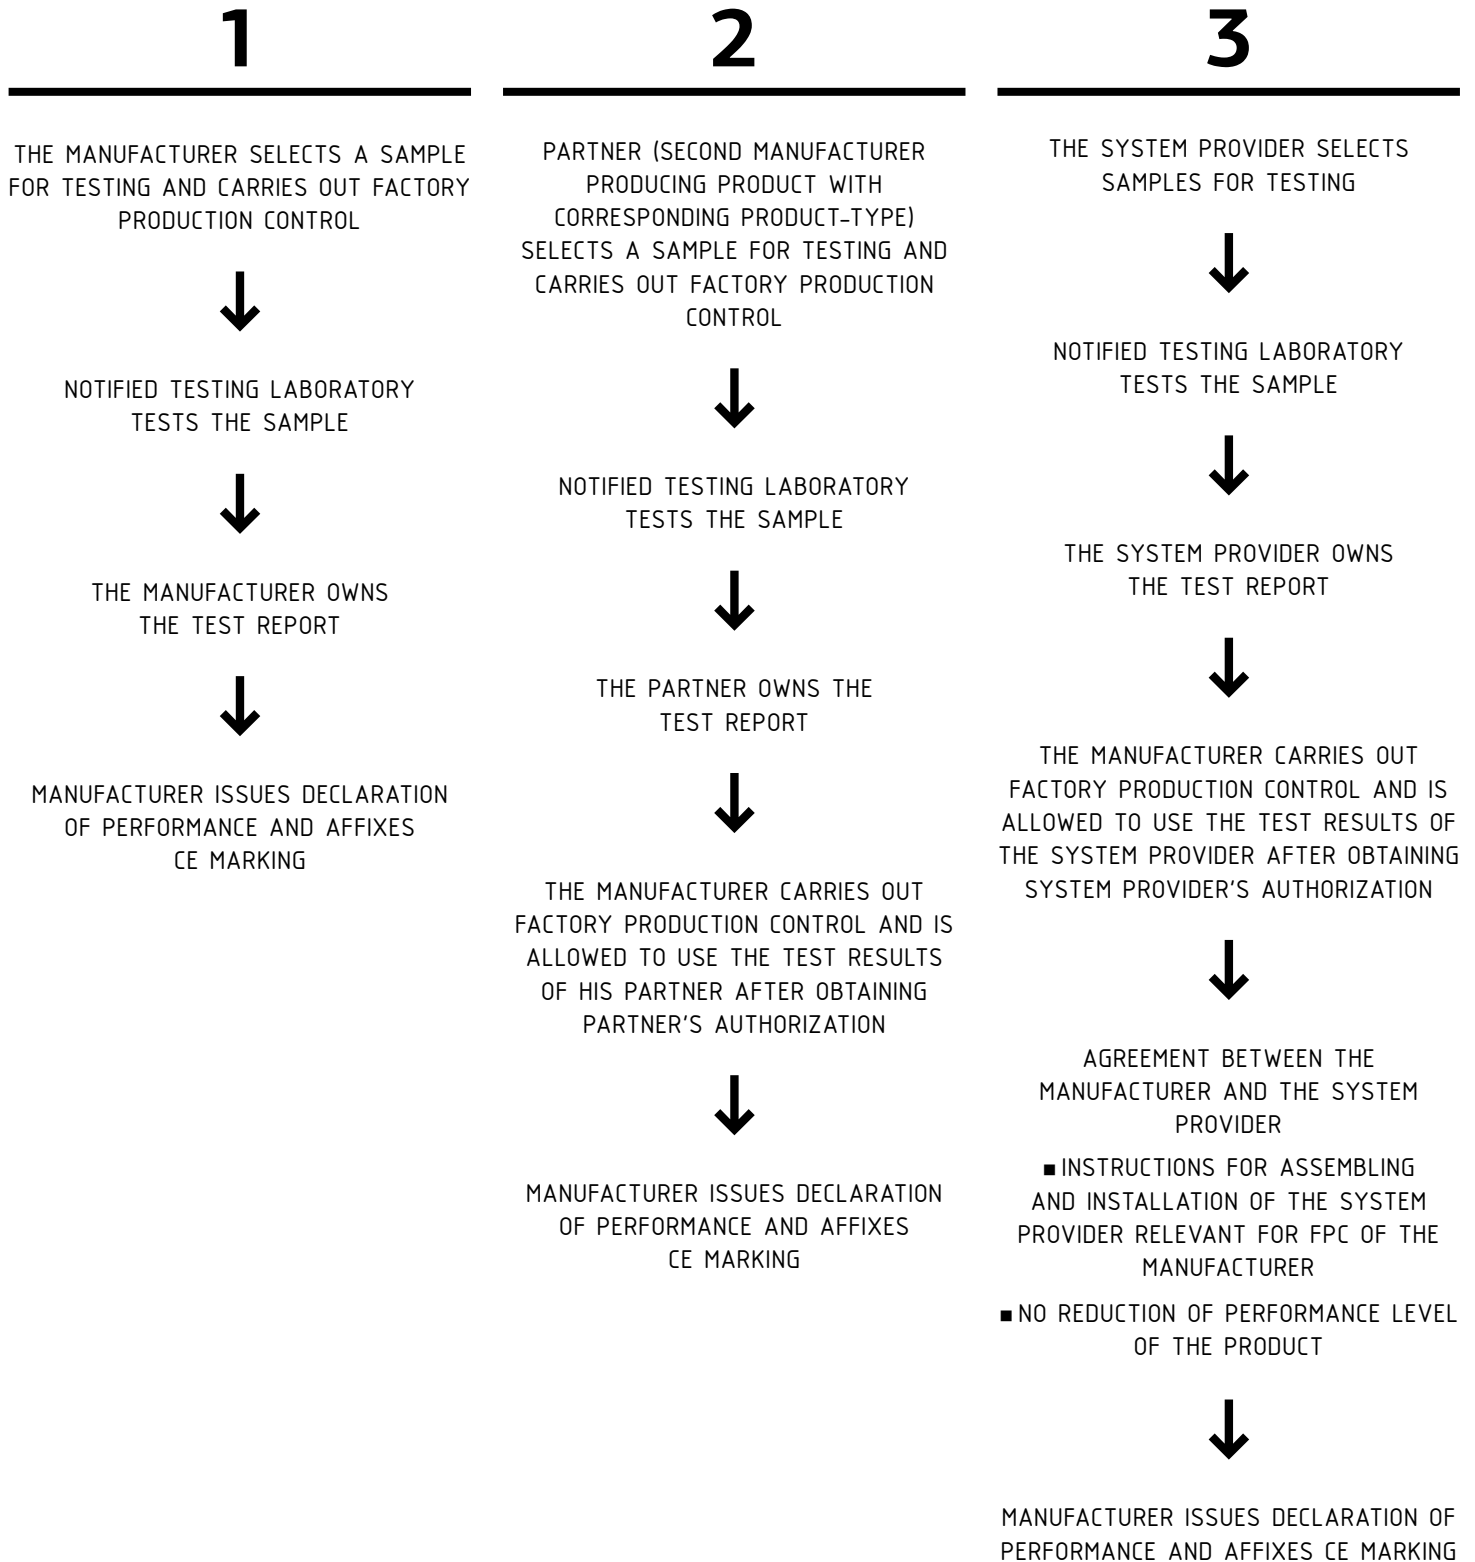 1
THE MANUFACTURER SELECTS A SAMPLE
FOR TESTING AND CARRIES OUT FACTORY
PRODUCTION CONTROL
NOTIFIED TESTING LABORATORY
TESTS THE SAMPLE
THE MANUFACTURER OWNS
THE TEST REPORT
MANUFACTURER ISSUES DECLARATION
OF PERFORMANCE AND AFFIXES
CE MARKING
2
PARTNER (SECOND MANUFACTURER
PRODUCING PRODUCT WITH
CORRESPONDING PRODUCT-TYPE)
SELECTS A SAMPLE FOR TESTING AND
CARRIES OUT FACTORY PRODUCTION
CONTROL
NOTIFIED TESTING LABORATORY
TESTS THE SAMPLE
THE PARTNER OWNS THE
TEST REPORT
THE MANUFACTURER CARRIES OUT
FACTORY PRODUCTION CONTROL AND IS
ALLOWED TO USE THE TEST RESULTS
OF HIS PARTNER AFTER OBTAINING
PARTNER'S AUTHORIZATION
MANUFACTURER ISSUES DECLARATION
OF PERFORMANCE AND AFFIXES
CE MARKING
3
THE SYSTEM PROVIDER SELECTS
SAMPLES FOR TESTING
NOTIFIED TESTING LABORATORY
TESTS THE SAMPLE
THE SYSTEM PROVIDER OWNS
THE TEST REPORT
THE MANUFACTURER CARRIES OUT
FACTORY PRODUCTION CONTROL AND IS
ALLOWED TO USE THE TEST RESULTS OF
THE SYSTEM PROVIDER AFTER OBTAINING
SYSTEM PROVIDER'S AUTHORIZATION
AGREEMENT BETWEEN THE
MANUFACTURER AND THE SYSTEM
PROVIDER
■ INSTRUCTIONS FOR ASSEMBLING
AND INSTALLATION OF THE SYSTEM
PROVIDER RELEVANT FOR FPC OF THE
MANUFACTURER
■ NO REDUCTION OF PERFORMANCE LEVEL
OF THE PRODUCT
MANUFACTURER ISSUES DECLARATION OF
PERFORMANCE AND AFFIXES CE MARKING